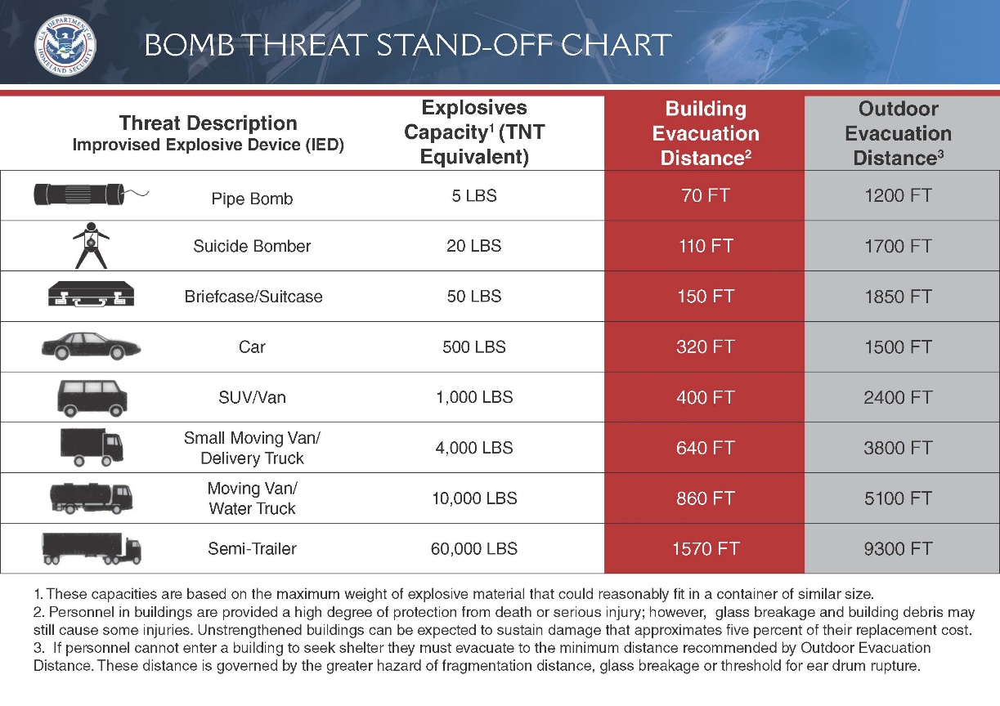 U.S. DEPARTMENT OF HOMELAND SECURITY
BOMB THREAT STAND-OFF CHART
Threat Description
Improvised Explosive Device (IED)
Explosives
Capacity1 (TNT
Equivalent)
Building
Evacuation
Distance2
Outdoor
Evacuation
Distance3
Pipe Bomb 5 LBS 70 FT 1200 FT
Suicide Bomber 20 LBS 110 FT 1700 FT
Briefcase/Suitcase 50 LBS 150 FT 1850 FT
Car 500 LBS 320 FT 1500 FT
SUV/Van 1,000 LBS 400 FT 2400 FT
Small Moving Van/
Delivery Truck 4,000 LBS 640 FT 3800 FT
Moving Van/
Water Truck 10,000 LBS 860 FT 5100 FT
Semi-Trailer 60,000 LBS 1570 FT 9300 FT
1. These capacities are based on the maximum weight of explosive material that could reasonably fit in a container of similar size.
2. Personnel in buildings are provided a high degree of protection from death or serious injury; however, glass breakage and building debris may
still cause some injuries. Unstrengthened buildings can be expected to sustain damage that approximates five percent of their replacement cost.
3. If personnel cannot enter a building to seek shelter they must evacuate to the minimum distance recommended by Outdoor Evacuation
Distance. These distance is governed by the greater hazard of fragmentation distance, glass breakage or threshold for ear drum rupture.